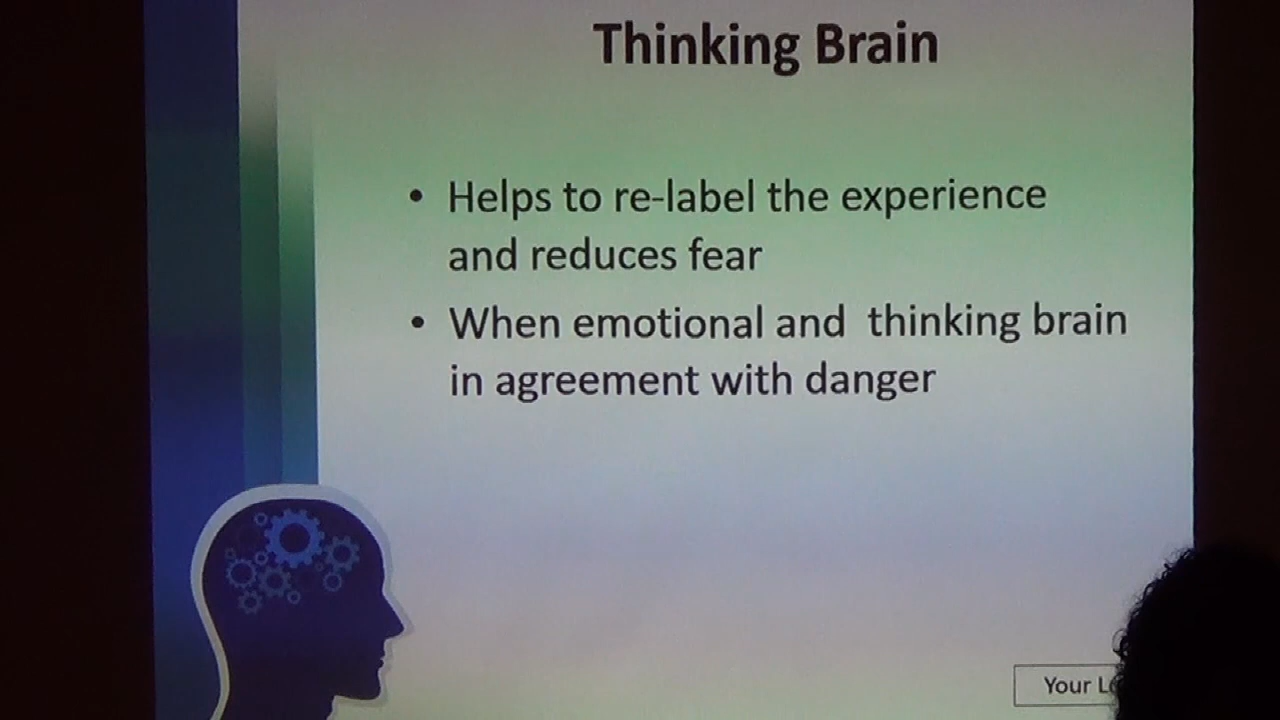 Thinking Brain
• Helps to re-label the experience
and reduces fear
• When emotional and thinking brain
in agreement with danger
Your